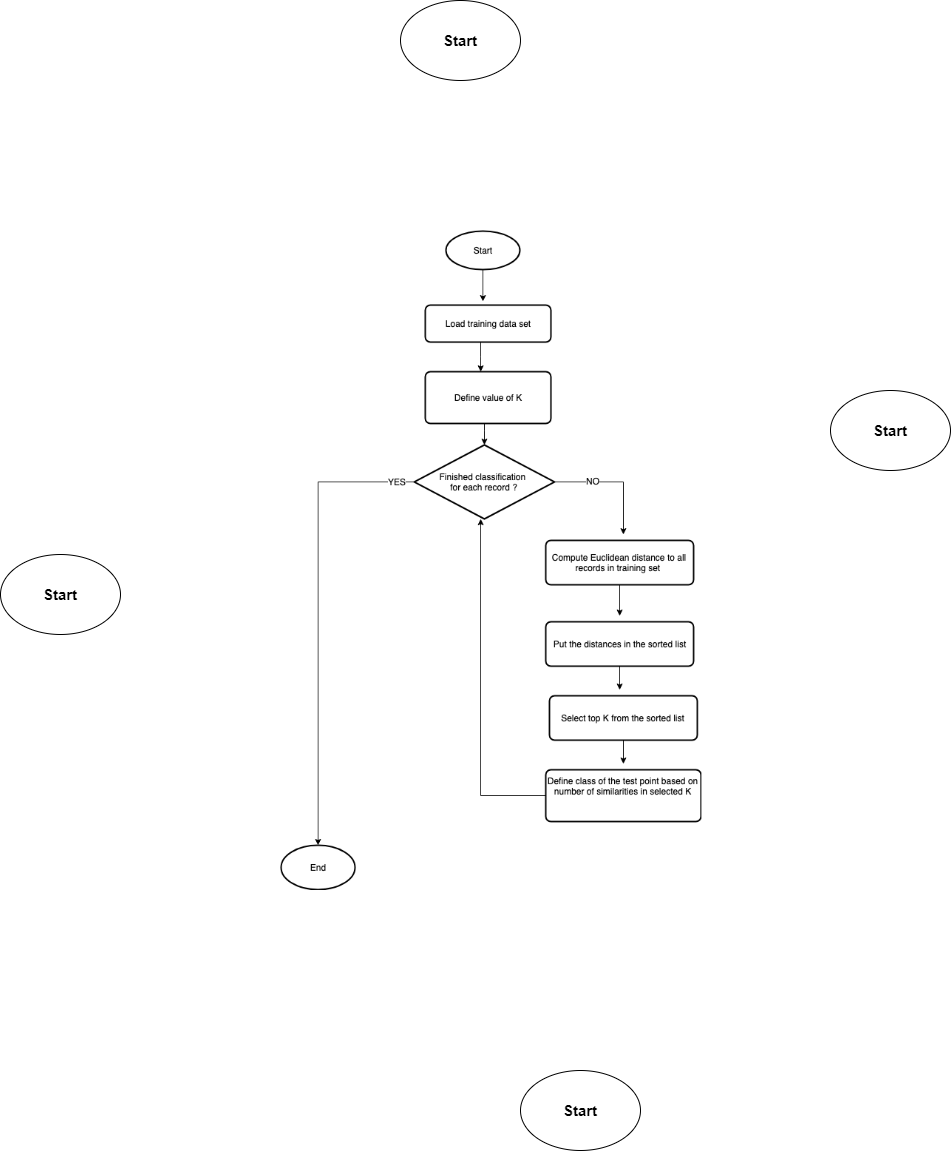 Start
Start
Load training data set
Define value of K
Start
Finished classification
for each record ?
YES
NO
Compute Euclidean distance to all
records in training set
Start
Put the distances in the sorted list
Select top K from the sorted list
Define class of the test point based on
number of similarities in selected K
End
Start